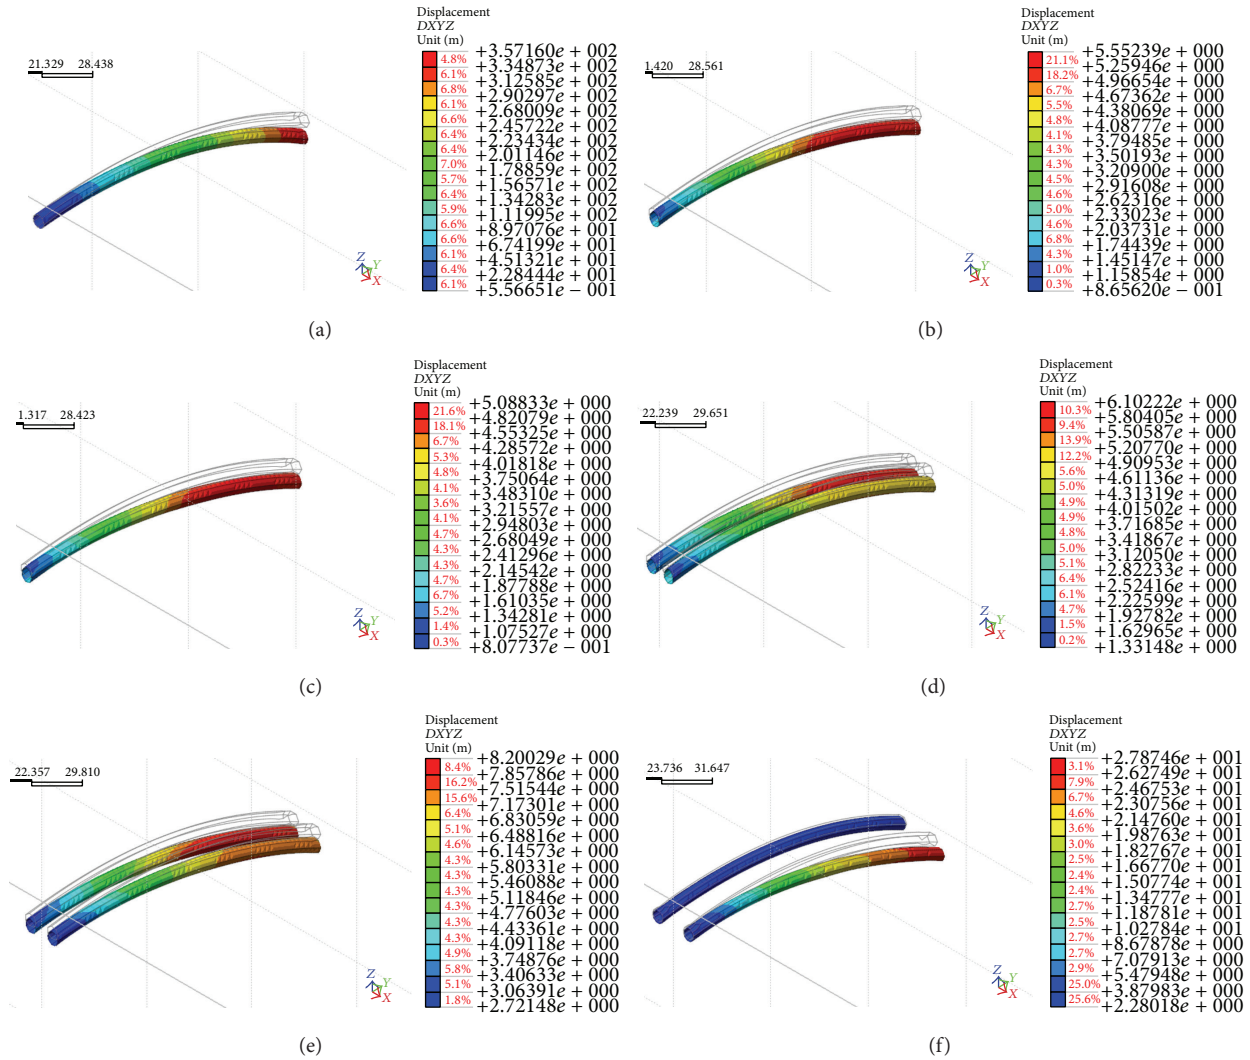 Displacement
DXYZ
Unit (m)
21.329 28.438
+3.57160e + 002
4.8%
+3.34873e + 002
6.1%
+3.12585e + 002
6.8%
+2.90297e + 002
6.1%
+2.68009e + 002
6.6%
+2.45722e + 002
6.4%
+2.23434e + 002
6.4%
+2.01146e + 002
7.0%
+1.78859e + 002
5.7%
+1.56571e + 002
6.4%
+1.34283e + 002
5.9%
+1.11995e + 002
6.6%
+8.97076e + 001
6.6%
+6.74199e + 001
6.1%
+4.51321e + 001
6.4%
+2.28444e + 001
6.1%
+5.56651e − 001
Z Y X
(a)
Displacement
DXYZ
Unit (m)
1.420 28.561
+5.55239e + 000
21.1%
+5.25946e + 000
18.2%
+4.96654e + 000
6.7%
+4.67362e + 000
5.5%
+4.38069e + 000
4.8%
+4.08777e + 000
4.1%
+3.79485e + 000
4.3%
+3.50193e + 000
4.3%
+3.20900e + 000
4.5%
+2.91608e + 000
4.6%
+2.62316e + 000
5.0%
+2.33023e + 000
4.6%
+2.03731e + 000
6.8%
+1.74439e + 000
4.3%
+1.45147e + 000
1.0%
+1.15854e + 000
0.3%
+8.65620e − 001
Z Y X
(b)
Displacement
DXYZ
Unit (m)
1.317 28.423
+5.08833e + 000
21.6%
+4.82079e + 000
18.1%
+4.55325e + 000
6.7%
+4.28572e + 000
5.3%
+4.01818e + 000
4.8%
+3.75064e + 000
4.1%
+3.48310e + 000
3.6%
+3.21557e + 000
4.1%
+2.94803e + 000
4.7%
+2.68049e + 000
4.3%
+2.41296e + 000
4.3%
+2.14542e + 000
4.7%
+1.87788e + 000
6.7%
+1.61035e + 000
5.2%
+1.34281e + 000
1.4%
+1.07527e + 000
0.3%
+8.07737e − 001
Z Y X
(c)
Displacement
DXYZ
Unit (m)
22.239 29.651
+6.10222e + 000
10.3%
+5.80405e + 000
9.4%
+5.50587e + 000
13.9%
+5.20770e + 000
12.2%
+4.90953e + 000
5.6%
+4.61136e + 000
5.0%
+4.31319e + 000
4.9%
+4.01502e + 000
4.9%
+3.71685e + 000
4.8%
+3.41867e + 000
5.0%
+3.12050e + 000
5.1%
+2.82233e + 000
6.4%
+2.52416e + 000
6.1%
+2.22599e + 000
4.7%
+1.92782e + 000
1.5%
+1.62965e + 000
0.2%
+1.33148e + 000
Z Y X
(d)
Displacement
DXYZ
Unit (m)
22.357 29.810
+8.20029e + 000
8.4%
+7.85786e + 000
16.2%
+7.51544e + 000
15.6%
+7.17301e + 000
6.4%
+6.83059e + 000
5.1%
+6.48816e + 000
4.6%
+6.14573e + 000
4.3%
+5.80331e + 000
4.3%
+5.46088e + 000
4.3%
+5.11846e + 000
4.3%
+4.77603e + 000
4.3%
+4.43361e + 000
4.3%
+4.09118e + 000
4.9%
+3.74876e + 000
5.8%
+3.40633e + 000
5.1%
+3.06391e + 000
1.8%
+2.72148e + 000
Z Y X
(e)
Displacement
DXYZ
Unit (m)
23.736 31.647
+2.78746e + 001
3.1%
+2.62749e + 001
7.9%
+2.46753e + 001
6.7%
+2.30756e + 001
4.6%
+2.14760e + 001
3.6%
+1.98763e + 001
3.0%
+1.82767e + 001
2.5%
+1.66770e + 001
2.4%
+1.50774e + 001
2.4%
+1.34777e + 001
2.7%
+1.18781e + 001
2.5%
+1.02784e + 001
2.7%
+8.67878e + 000
2.7%
+7.07913e + 000
2.9%
+5.47948e + 000
25.0%
+3.87983e + 000
25.6%
+2.28018e + 000
Z Y X
(f)